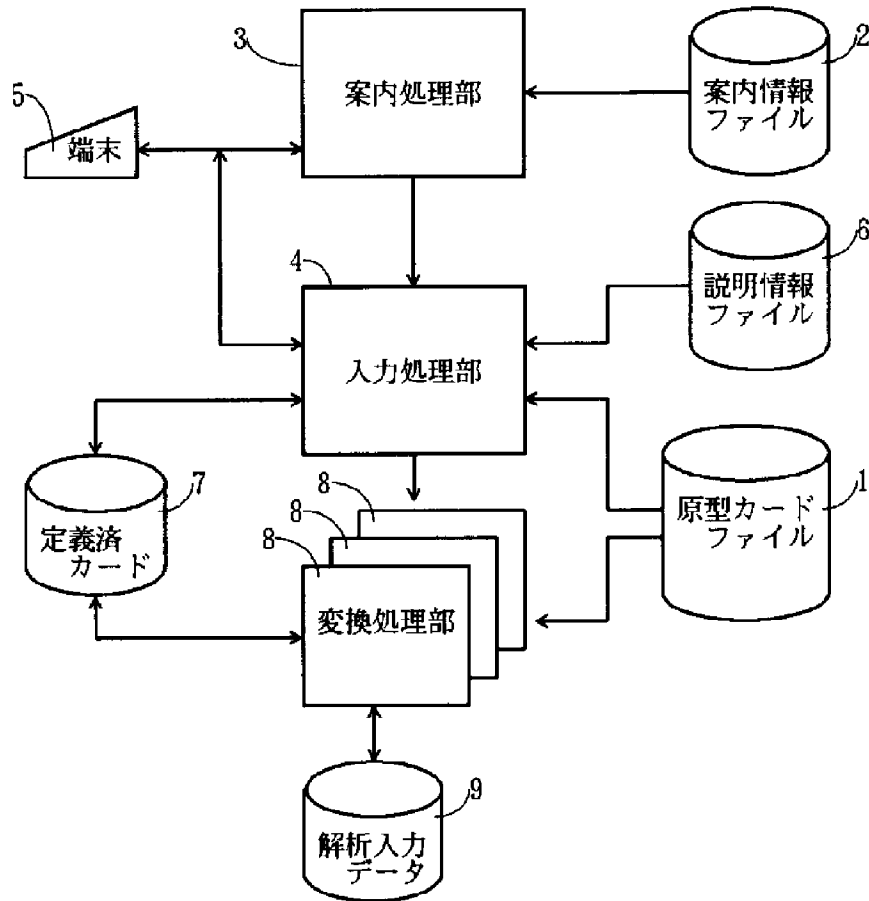 3
2
案内処理部
案内情報
ファイル
5
端末
6
4
説明情報
ファイル
入力処理部
1
7
8
原型カード
ファイル
8
定義済
カード
8
変換処理部
9
解析入力
データ